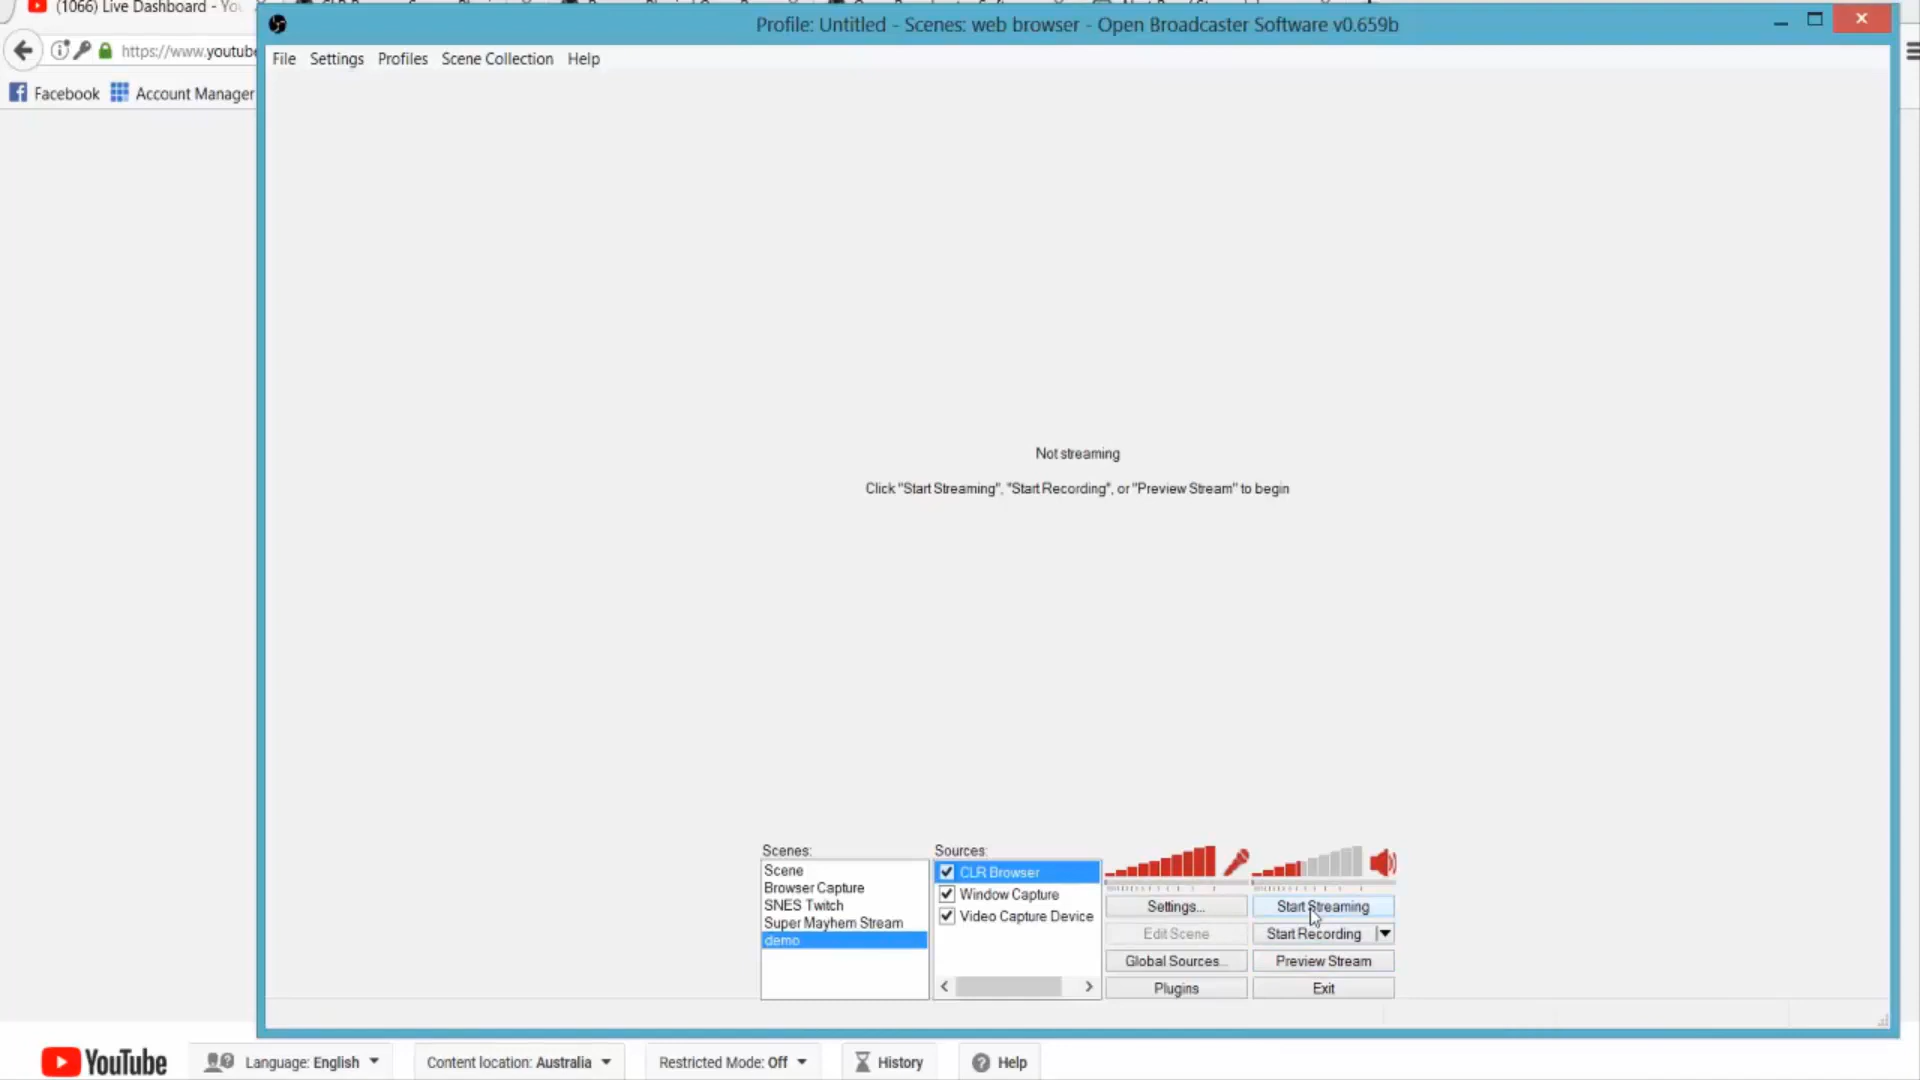 (1066) Live Dashboard - Yo
Profile: Untitled - Scenes: web browser - Open Broadcaster Software v0.659b
https://www.youtube
File Settings Profiles Scene Collection Help
Facebook Account Manager
Not streaming
Click "Start Streaming", "Start Recording", or "Preview Stream" to begin
Scenes:
Scene
Browser Capture
SNES Twitch
Super Mayhem Stream
demo
Sources:
CLR Browser
Window Capture
Video Capture Device
Settings...
Start Streaming
Edit Scene
Start Recording
Global Sources...
Preview Stream
Plugins
Exit
YouTube Language: English Content location: Australia Restricted Mode: Off History Help